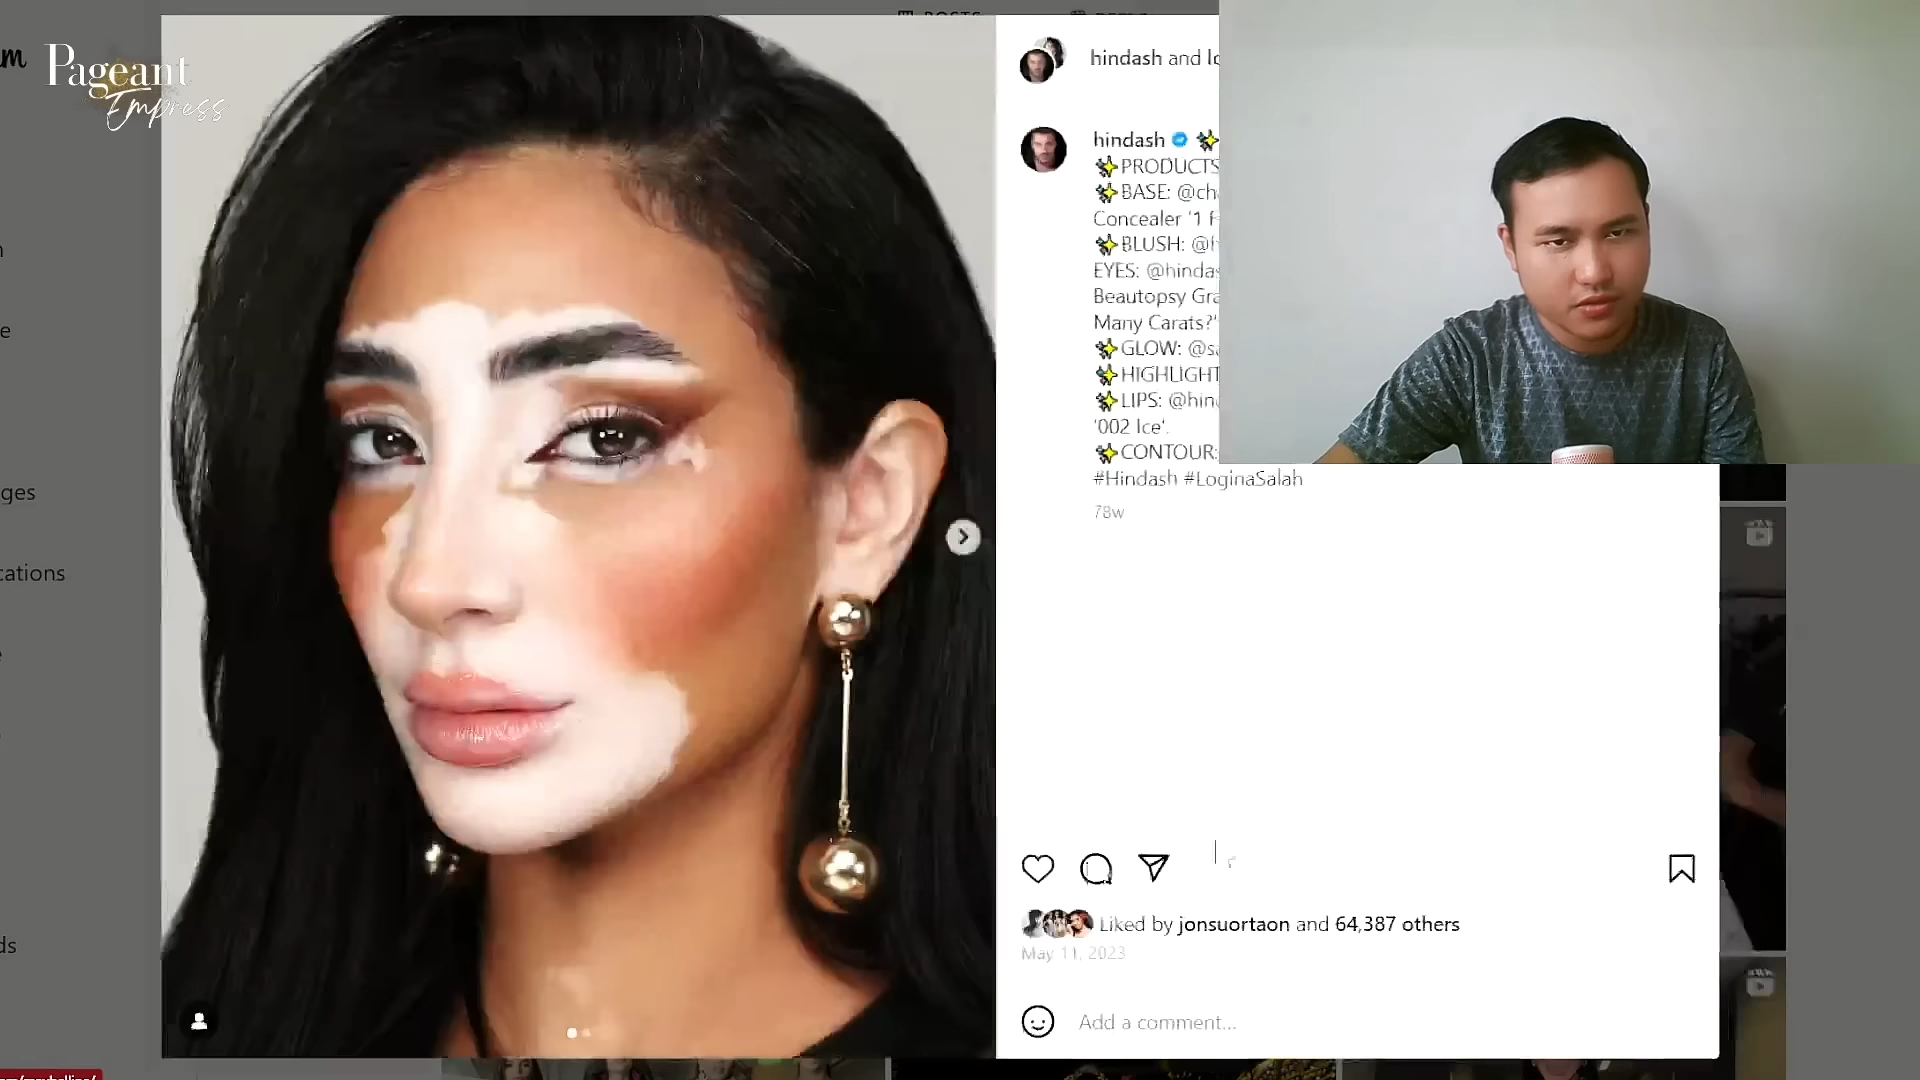 Pageant
Empress
hindash and lo
hindash
PRODUCTS
BASE: @ch
Concealer '1 F
BLUSH: @h
EYES: @hindas
Beautopsy Gra
Many Carats?'
GLOW: @sa
HIGHLIGHT
LIPS: @hind
'002 Ice'.
CONTOUR:
#Hindash #LoginaSalah
78w
ges
cations
ds
Liked by jonsuortaon and 64,387 others
May 11, 2023
Add a comment...